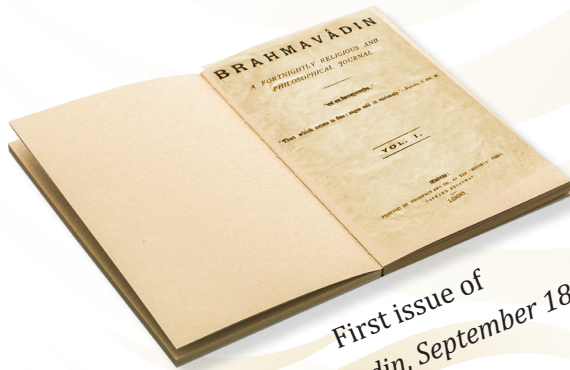 BRAHMAVÂDIN
A FORTNIGHTLY RELIGIOUS AND
PHILOSOPHICAL JOURNAL
"That which exists is One: sages call it variously."
VOL. I.
First issue of
din, September 18